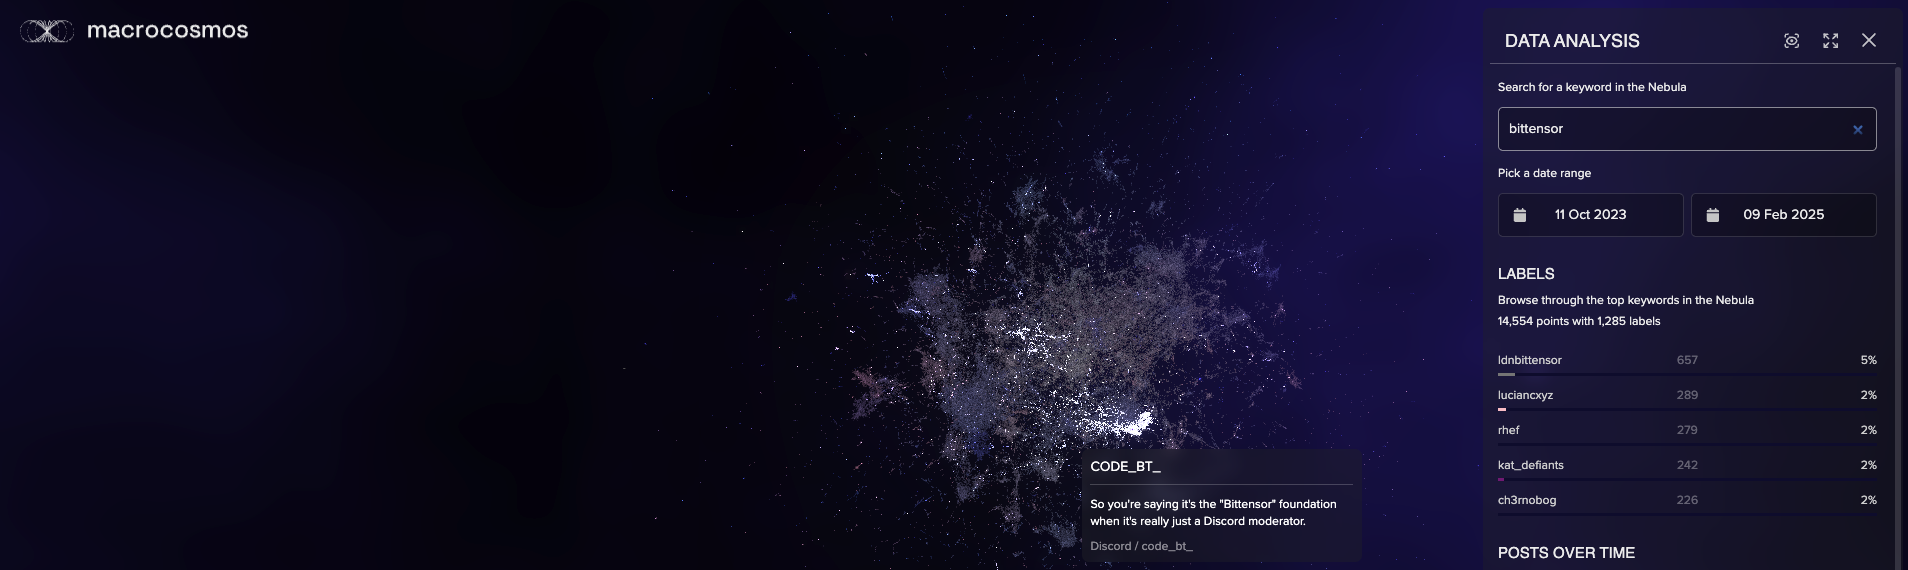 macrocosmos
DATA ANALYSIS
Search for a keyword in the Nebula
bittensor
Pick a date range
11 Oct 2023
09 Feb 2025
LABELS
Browse through the top keywords in the Nebula
14,554 points with 1,285 labels
ldnbittensor 657 5%
luciancxyz 289 2%
rhef 279 2%
kat_defiants 242 2%
ch3rnobog 226 2%
POSTS OVER TIME
CODE_BT_
So you're saying it's the "Bittensor" foundation
when it's really just a Discord moderator.
Discord / code_bt_